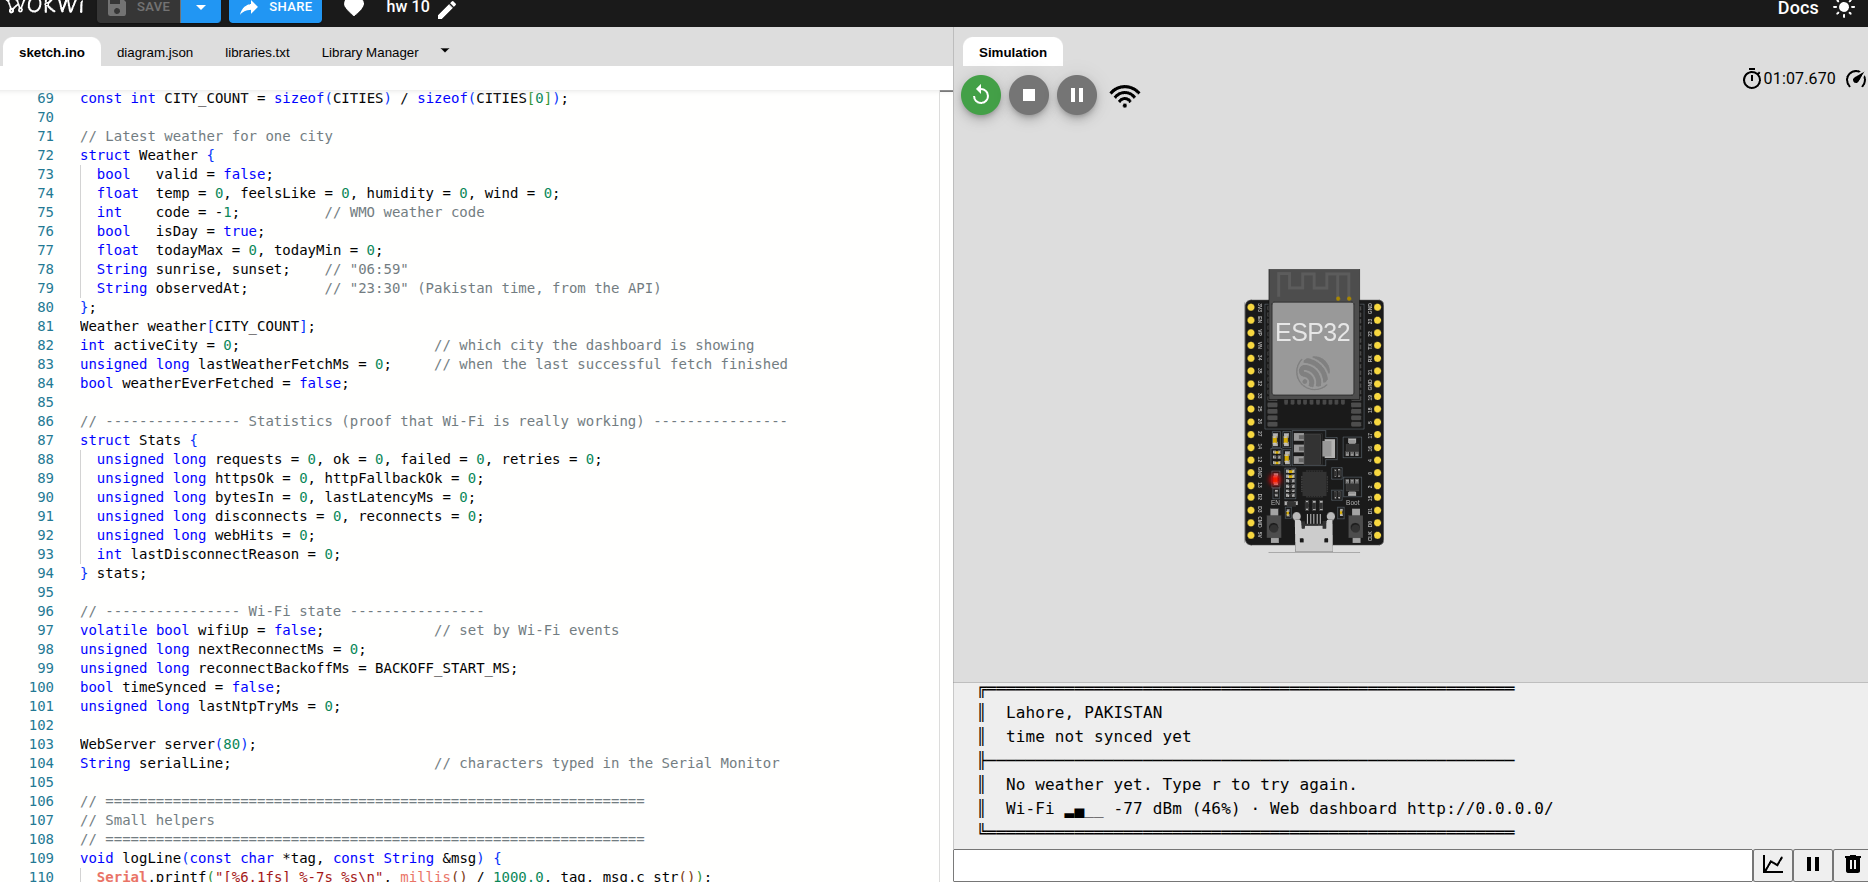 WOKWI SAVE SHARE hw 10 Docs
sketch.ino diagram.json libraries.txt Library Manager
Simulation
01:07.670
69 const int CITY_COUNT = sizeof(CITIES) / sizeof(CITIES[0]);
70
71 // Latest weather for one city
72 struct Weather {
73   bool   valid = false;
74   float  temp = 0, feelsLike = 0, humidity = 0, wind = 0;
75   int    code = -1;          // WMO weather code
76   bool   isDay = true;
77   float  todayMax = 0, todayMin = 0;
78   String sunrise, sunset;    // "06:59"
79   String observedAt;         // "23:30" (Pakistan time, from the API)
80 };
81 Weather weather[CITY_COUNT];
82 int activeCity = 0;                       // which city the dashboard is showing
83 unsigned long lastWeatherFetchMs = 0;     // when the last successful fetch finished
84 bool weatherEverFetched = false;
85
86 // ---------------- Statistics (proof that Wi-Fi is really working) ----------------
87 struct Stats {
88   unsigned long requests = 0, ok = 0, failed = 0, retries = 0;
89   unsigned long httpsOk = 0, httpFallbackOk = 0;
90   unsigned long bytesIn = 0, lastLatencyMs = 0;
91   unsigned long disconnects = 0, reconnects = 0;
92   unsigned long webHits = 0;
93   int lastDisconnectReason = 0;
94 } stats;
95
96 // ---------------- Wi-Fi state ----------------
97 volatile bool wifiUp = false;             // set by Wi-Fi events
98 unsigned long nextReconnectMs = 0;
99 unsigned long reconnectBackoffMs = BACKOFF_START_MS;
100 bool timeSynced = false;
101 unsigned long lastNtpTryMs = 0;
102
103 WebServer server(80);
104 String serialLine;                        // characters typed in the Serial Monitor
105
106 // ================================================================
107 // Small helpers
108 // ================================================================
109 void logLine(const char *tag, const String &msg) {
110   Serial.printf("[%6.1fs] %-7s %s\n", millis() / 1000.0, tag, msg.c_str());
ESP32
EN
Boot
Lahore, PAKISTAN
time not synced yet
No weather yet. Type r to try again.
Wi-Fi ▂▄__ -77 dBm (46%) · Web dashboard http://0.0.0.0/